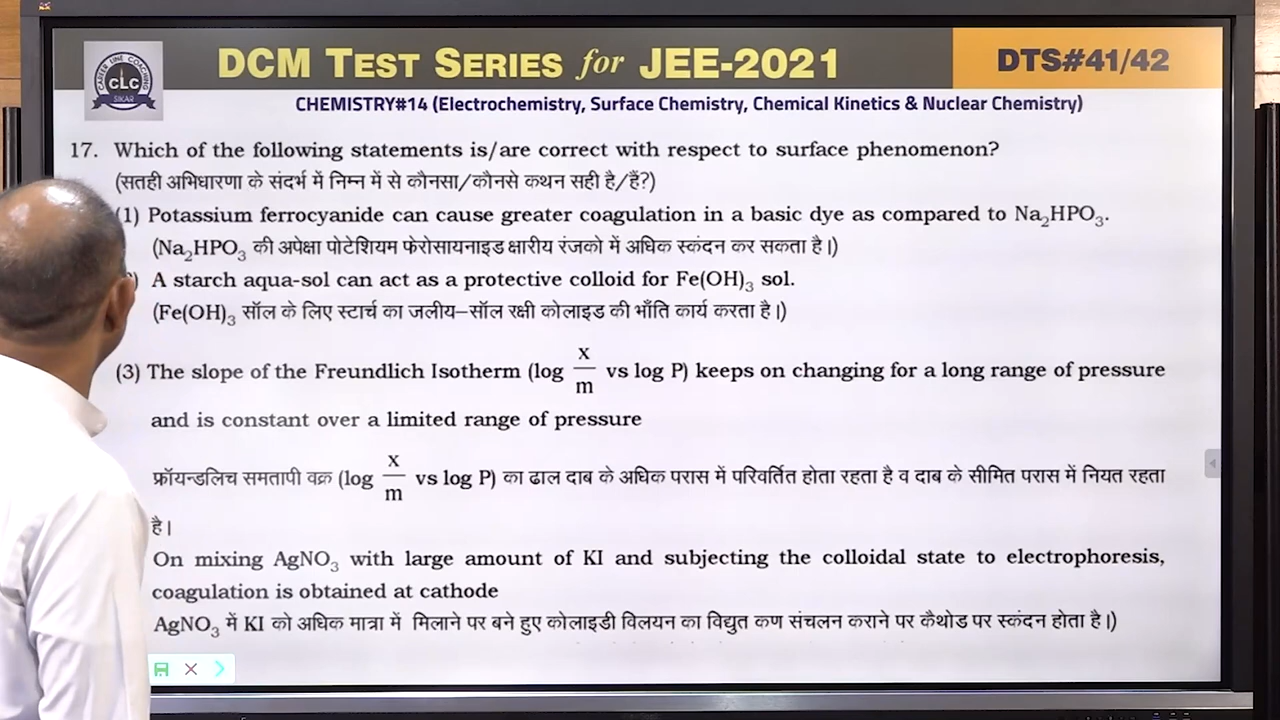 DCM TEST SERIES for JEE-2021
DTS#41/42
CAREER LINE COACHING
CLC
SIKAR
CHEMISTRY#14 (Electrochemistry, Surface Chemistry, Chemical Kinetics & Nuclear Chemistry)
17. Which of the following statements is/are correct with respect to surface phenomenon?
(सतही अभिधारणा के संदर्भ में निम्न में से कौनसा/कौनसे कथन सही है/हैं?)
(1) Potassium ferrocyanide can cause greater coagulation in a basic dye as compared to Na₂HPO₃.
(Na₂HPO₃ की अपेक्षा पोटेशियम फेरोसायनाइड क्षारीय रंजको में अधिक स्कंदन कर सकता है।)
) A starch aqua-sol can act as a protective colloid for Fe(OH)₃ sol.
(Fe(OH)₃ सॉल के लिए स्टार्च का जलीय–सॉल रक्षी कोलाइड की भाँति कार्य करता है।)
(3) The slope of the Freundlich Isotherm (log x/m vs log P) keeps on changing for a long range of pressure
and is constant over a limited range of pressure
फ्रॉयन्डलिच समतापी वक्र (log x/m vs log P) का ढाल दाब के अधिक परास में परिवर्तित होता रहता है व दाब के सीमित परास में नियत रहता
है।
On mixing AgNO₃ with large amount of KI and subjecting the colloidal state to electrophoresis,
coagulation is obtained at cathode
AgNO₃ में KI को अधिक मात्रा में मिलाने पर बने हुए कोलाइडी विलयन का विद्युत कण संचलन कराने पर कैथोड पर स्कंदन होता है।)